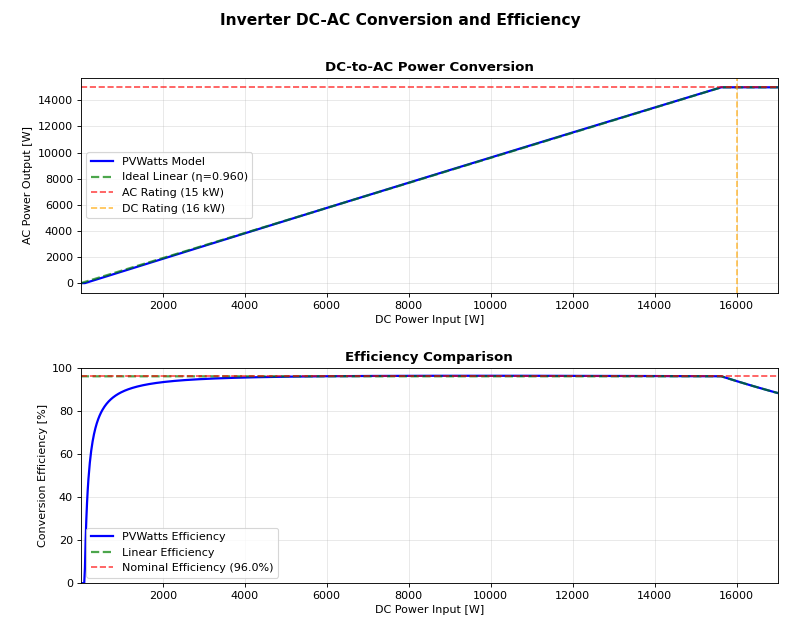 Inverter DC-AC Conversion and Efficiency
DC-to-AC Power Conversion
AC Power Output [W]
14000
12000
10000
8000
6000
4000
2000
0
PVWatts Model
Ideal Linear (η=0.960)
AC Rating (15 kW)
DC Rating (16 kW)
2000 4000 6000 8000 10000 12000 14000 16000
DC Power Input [W]
Efficiency Comparison
Conversion Efficiency [%]
100
80
60
40
20
0
PVWatts Efficiency
Linear Efficiency
Nominal Efficiency (96.0%)
2000 4000 6000 8000 10000 12000 14000 16000
DC Power Input [W]